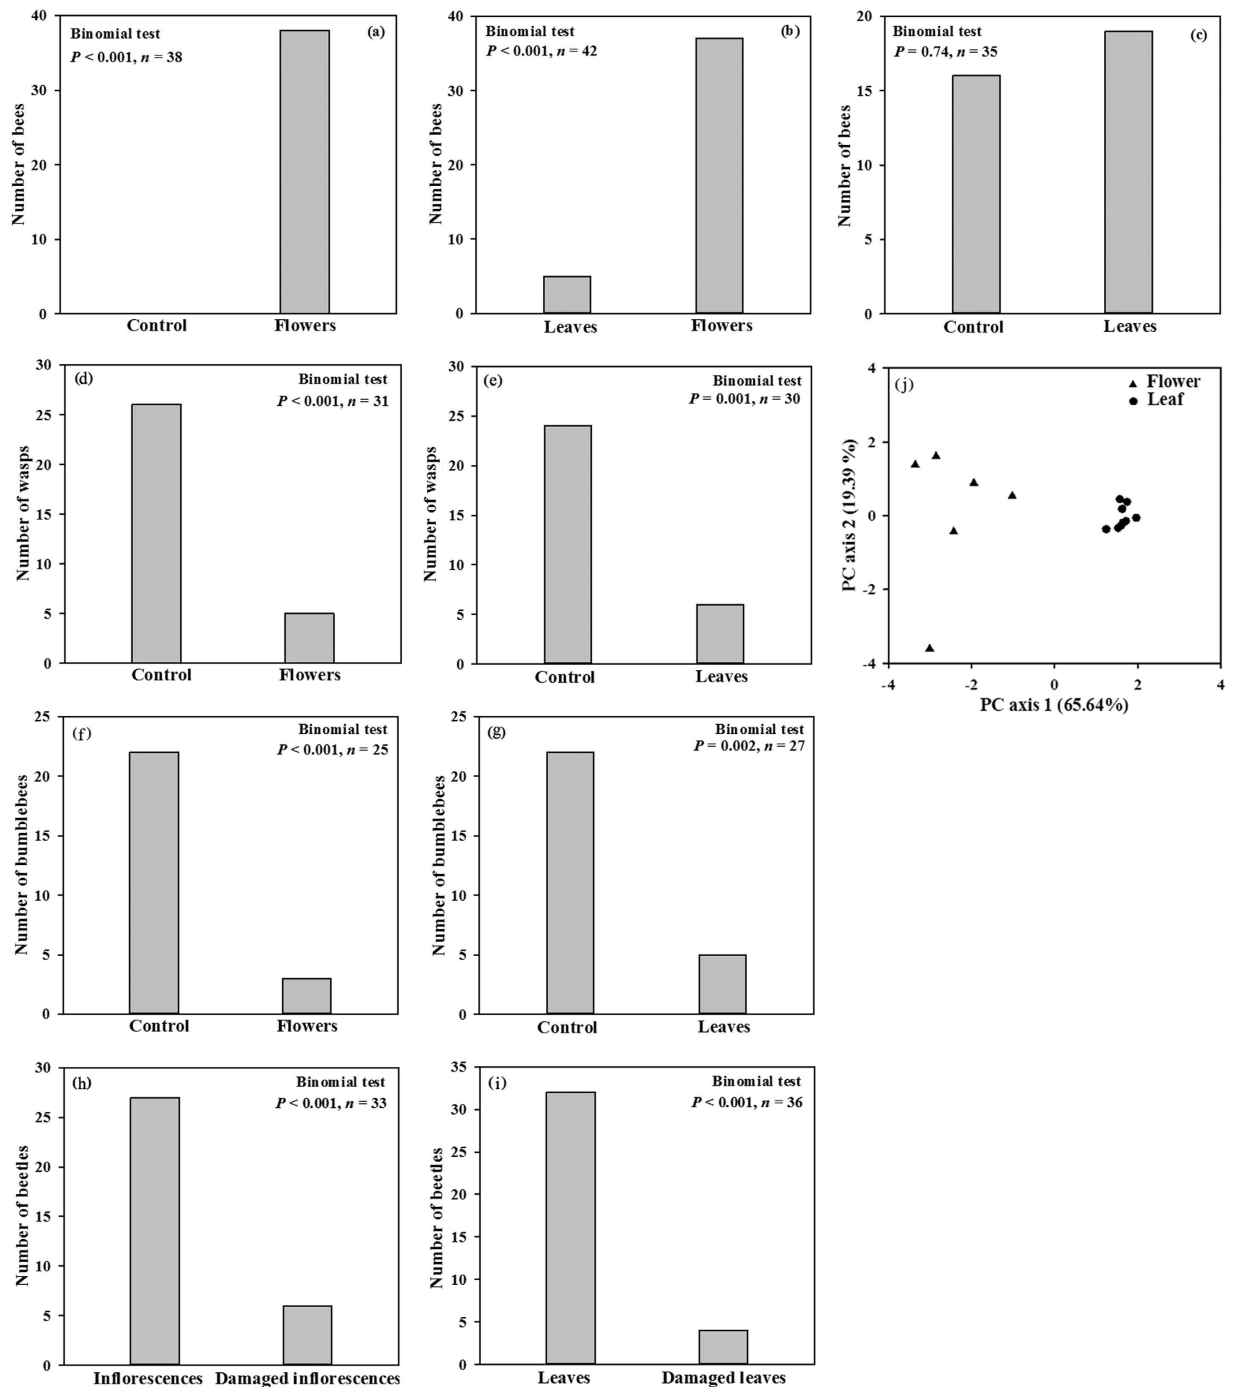 (a)
Binomial test
P < 0.001, n = 38
Number of bees
40
30
20
10
0
Control Flowers
(b)
Binomial test
P < 0.001, n = 42
Number of bees
40
30
20
10
0
Leaves Flowers
(c)
Binomial test
P = 0.74, n = 35
Number of bees
20
15
10
5
0
Control Leaves
(d)
Binomial test
P < 0.001, n = 31
Number of wasps
30
25
20
15
10
5
0
Control Flowers
(e)
Binomial test
P = 0.001, n = 30
Number of wasps
30
25
20
15
10
5
0
Control Leaves
(j)
Flower
Leaf
PC axis 2 (19.39 %)
4
2
0
-2
-4
-4 -2 0 2 4
PC axis 1 (65.64%)
(f)
Binomial test
P < 0.001, n = 25
Number of bumblebees
25
20
15
10
5
0
Control Flowers
(g)
Binomial test
P = 0.002, n = 27
Number of bumblebees
25
20
15
10
5
0
Control Leaves
(h)
Binomial test
P < 0.001, n = 33
Number of beetles
30
25
20
15
10
5
0
Inflorescences Damaged inflorescences
(i)
Binomial test
P < 0.001, n = 36
Number of beetles
35
30
25
20
15
10
5
0
Leaves Damaged leaves